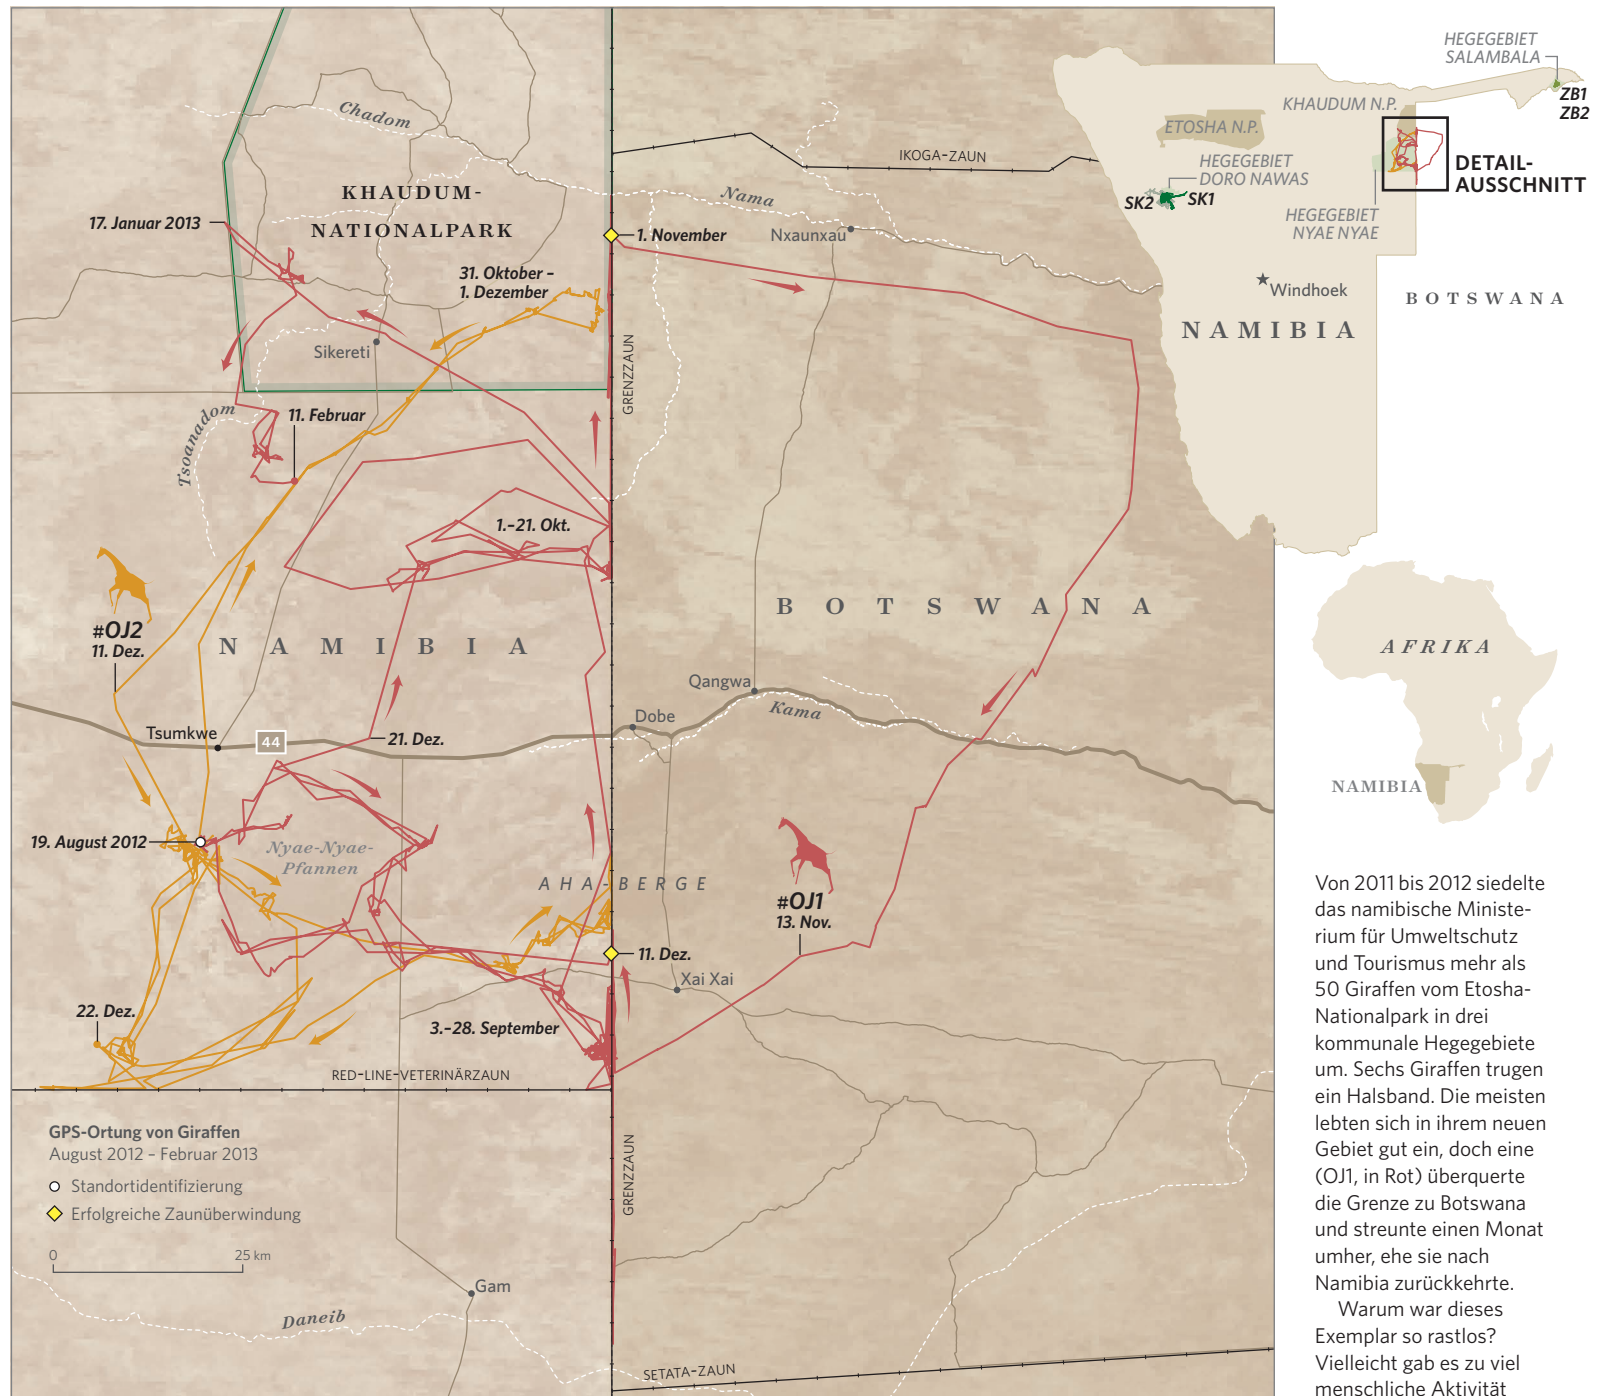 Chadom
KHAUDUM-
NATIONALPARK
17. Januar 2013
31. Oktober –
1. Dezember
Sikereti
Tsoanadom
11. Februar
1.–21. Okt.
#OJ2
11. Dez.
NAMIBIA
Tsumkwe
44
21. Dez.
19. August 2012
Nyae-Nyae-
Pfannen
AHA-BERGE
22. Dez.
3.–28. September
RED-LINE-VETERINÄRZAUN
GPS-Ortung von Giraffen
August 2012 – Februar 2013
Standortidentifizierung
Erfolgreiche Zaunüberwindung
0 25 km
Gam
Daneib
IKOGA-ZAUN
Nama
1. November
Nxaunxau
GRENZZAUN
BOTSWANA
Qangwa
Dobe
Kama
#OJ1
13. Nov.
11. Dez.
Xai Xai
GRENZZAUN
SETATA-ZAUN
HEGEGEBIET
SALAMBALA
ZB1
ZB2
KHAUDUM N.P.
ETOSHA N.P.
HEGEGEBIET
DORO NAWAS
SK2
SK1
DETAIL-
AUSSCHNITT
HEGEGEBIET
NYAE NYAE
Windhoek
BOTSWANA
NAMIBIA
AFRIKA
NAMIBIA
Von 2011 bis 2012 siedelte
das namibische Ministe-
rium für Umweltschutz
und Tourismus mehr als
50 Giraffen vom Etosha-
Nationalpark in drei
kommunale Hegegebiete
um. Sechs Giraffen trugen
ein Halsband. Die meisten
lebten sich in ihrem neuen
Gebiet gut ein, doch eine
(OJ1, in Rot) überquerte
die Grenze zu Botswana
und streunte einen Monat
umher, ehe sie nach
Namibia zurückkehrte.
Warum war dieses
Exemplar so rastlos?
Vielleicht gab es zu viel
menschliche Aktivität